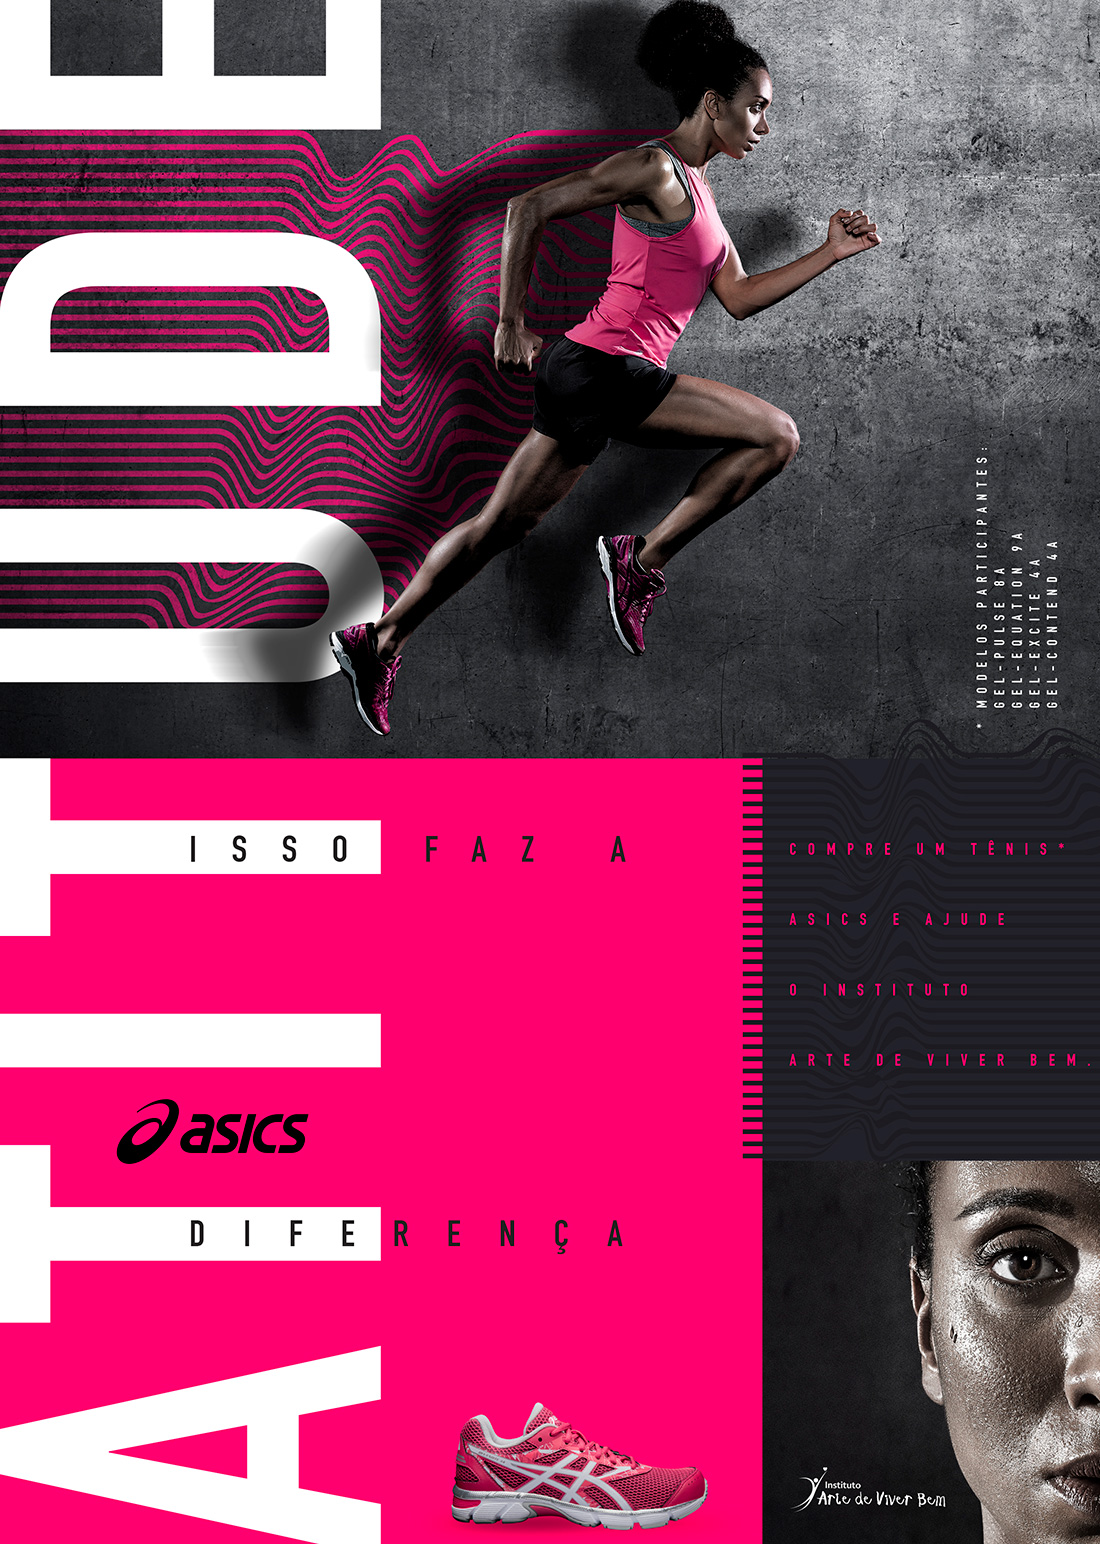 ATITUDE
* MODELOS PARTICIPANTES:
GEL-PULSE 8A
GEL-EQUATION 9A
GEL-EXCITE 4A
GEL-CONTEND 4A
ISSO FAZ A
DIFERENÇA
asics
COMPRE UM TÊNIS*
ASICS E AJUDE
O INSTITUTO
ARTE DE VIVER BEM.
Instituto
Arte de Viver Bem